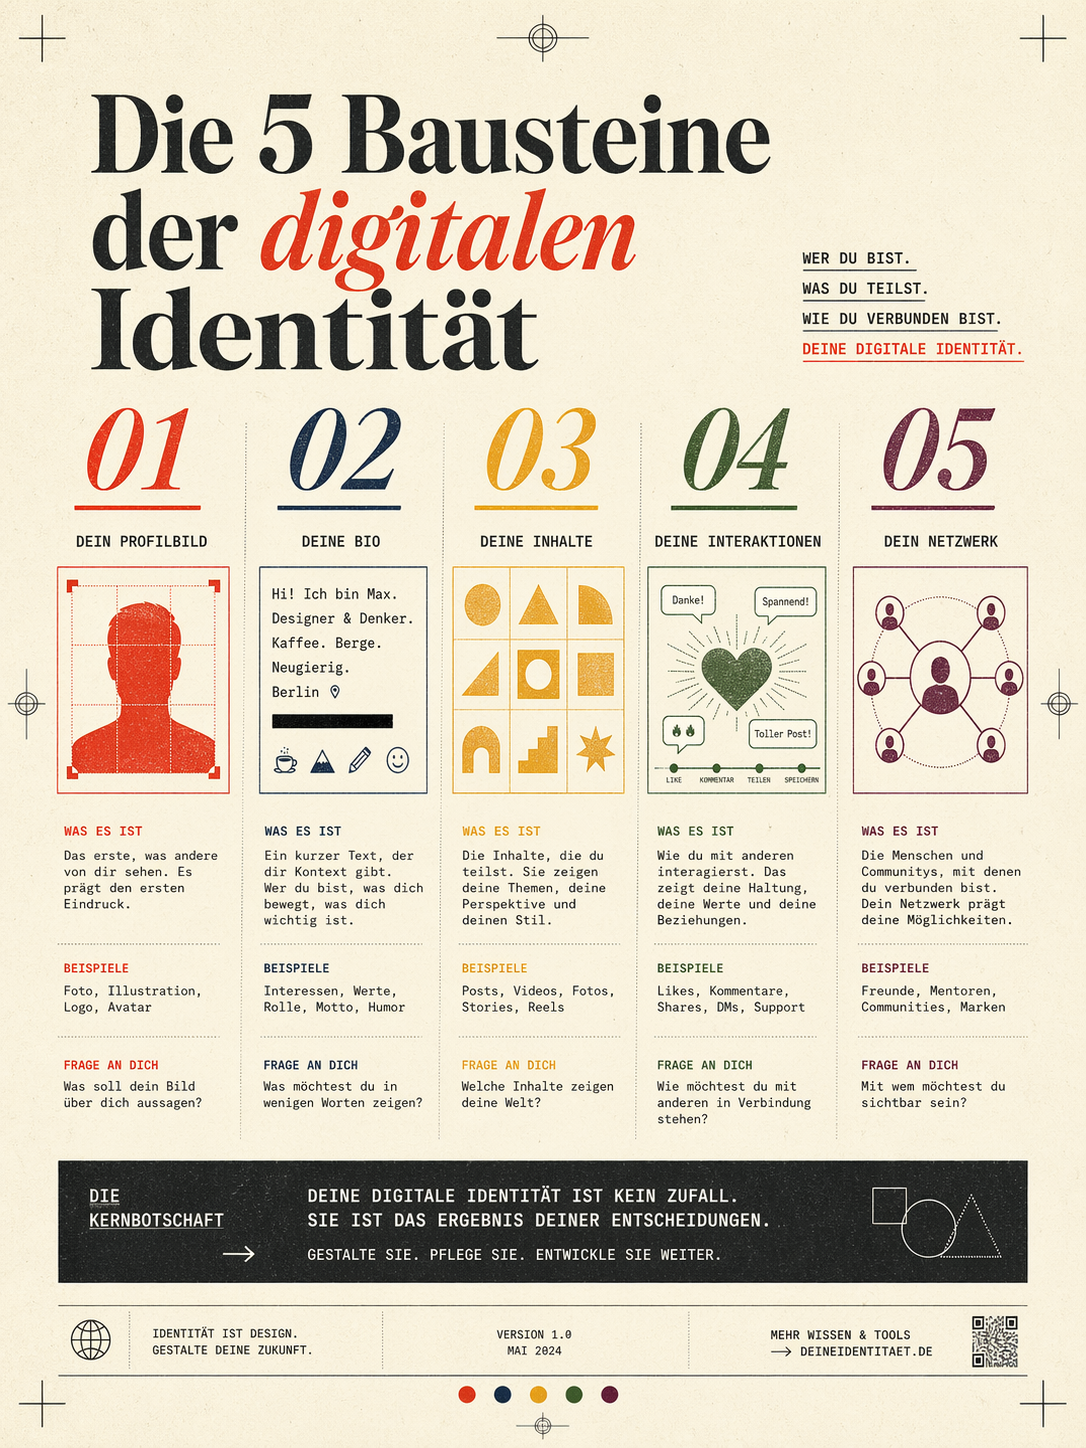 Die 5 Bausteine
der digitalen
Identität
WER DU BIST.
WAS DU TEILST.
WIE DU VERBUNDEN BIST.
DEINE DIGITALE IDENTITÄT.
01
DEIN PROFILBILD
WAS ES IST
Das erste, was andere
von dir sehen. Es
prägt den ersten
Eindruck.
BEISPIELE
Foto, Illustration,
Logo, Avatar
FRAGE AN DICH
Was soll dein Bild
über dich aussagen?
02
DEINE BIO
Hi! Ich bin Max.
Designer & Denker.
Kaffee. Berge.
Neugierig.
Berlin
WAS ES IST
Ein kurzer Text, der
dir Kontext gibt.
Wer du bist, was dich
bewegt, was dich
wichtig ist.
BEISPIELE
Interessen, Werte,
Rolle, Motto, Humor
FRAGE AN DICH
Was möchtest du in
wenigen Worten zeigen?
03
DEINE INHALTE
WAS ES IST
Die Inhalte, die du
teilst. Sie zeigen
deine Themen, deine
Perspektive und
deinen Stil.
BEISPIELE
Posts, Videos, Fotos,
Stories, Reels
FRAGE AN DICH
Welche Inhalte zeigen
deine Welt?
04
DEINE INTERAKTIONEN
Danke!
Spannend!
Toller Post!
LIKE
KOMMENTAR
TEILEN
SPEICHERN
WAS ES IST
Wie du mit anderen
interagierst. Das
zeigt deine Haltung,
deine Werte und deine
Beziehungen.
BEISPIELE
Likes, Kommentare,
Shares, DMs, Support
FRAGE AN DICH
Wie möchtest du mit
anderen in Verbindung
stehen?
05
DEIN NETZWERK
WAS ES IST
Die Menschen und
Communitys, mit denen
du verbunden bist.
Dein Netzwerk prägt
deine Möglichkeiten.
BEISPIELE
Freunde, Mentoren,
Communities, Marken
FRAGE AN DICH
Mit wem möchtest du
sichtbar sein?
DIE
KERNBOTSCHAFT
DEINE DIGITALE IDENTITÄT IST KEIN ZUFALL.
SIE IST DAS ERGEBNIS DEINER ENTSCHEIDUNGEN.
GESTALTE SIE. PFLEGE SIE. ENTWICKLE SIE WEITER.
IDENTITÄT IST DESIGN.
GESTALTE DEINE ZUKUNFT.
VERSION 1.0
MAI 2024
MEHR WISSEN & TOOLS
→ DEINEIDENTITAET.DE